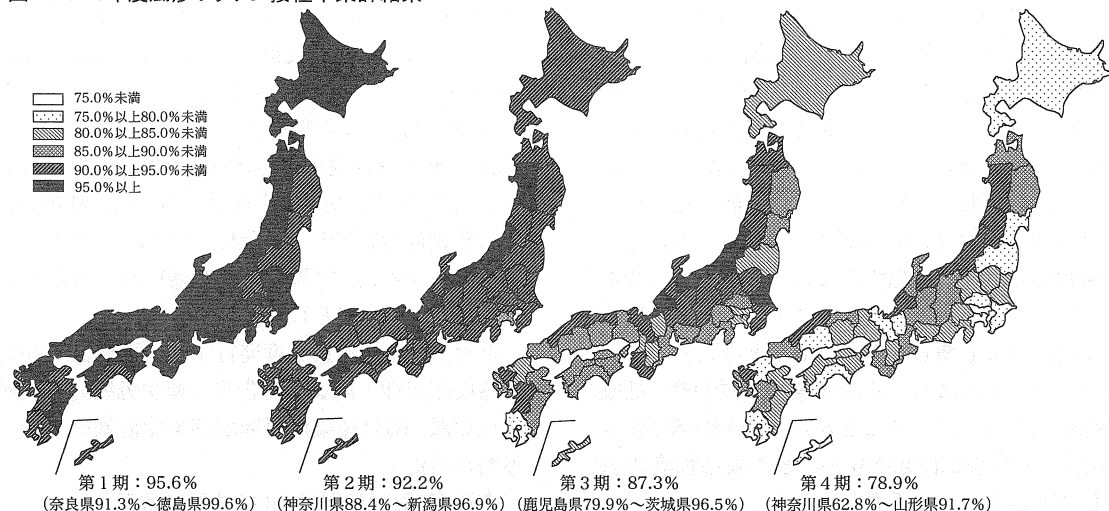 75.0%未満
75.0%以上80.0%未満
80.0%以上85.0%未満
85.0%以上90.0%未満
90.0%以上95.0%未満
95.0%以上
第1期：95.6%
（奈良県91.3%～徳島県99.6%）
第2期：92.2%
（神奈川県88.4%～新潟県96.9%）
第3期：87.3%
（鹿児島県79.9%～茨城県96.5%）
第4期：78.9%
（神奈川県62.8%～山形県91.7%）